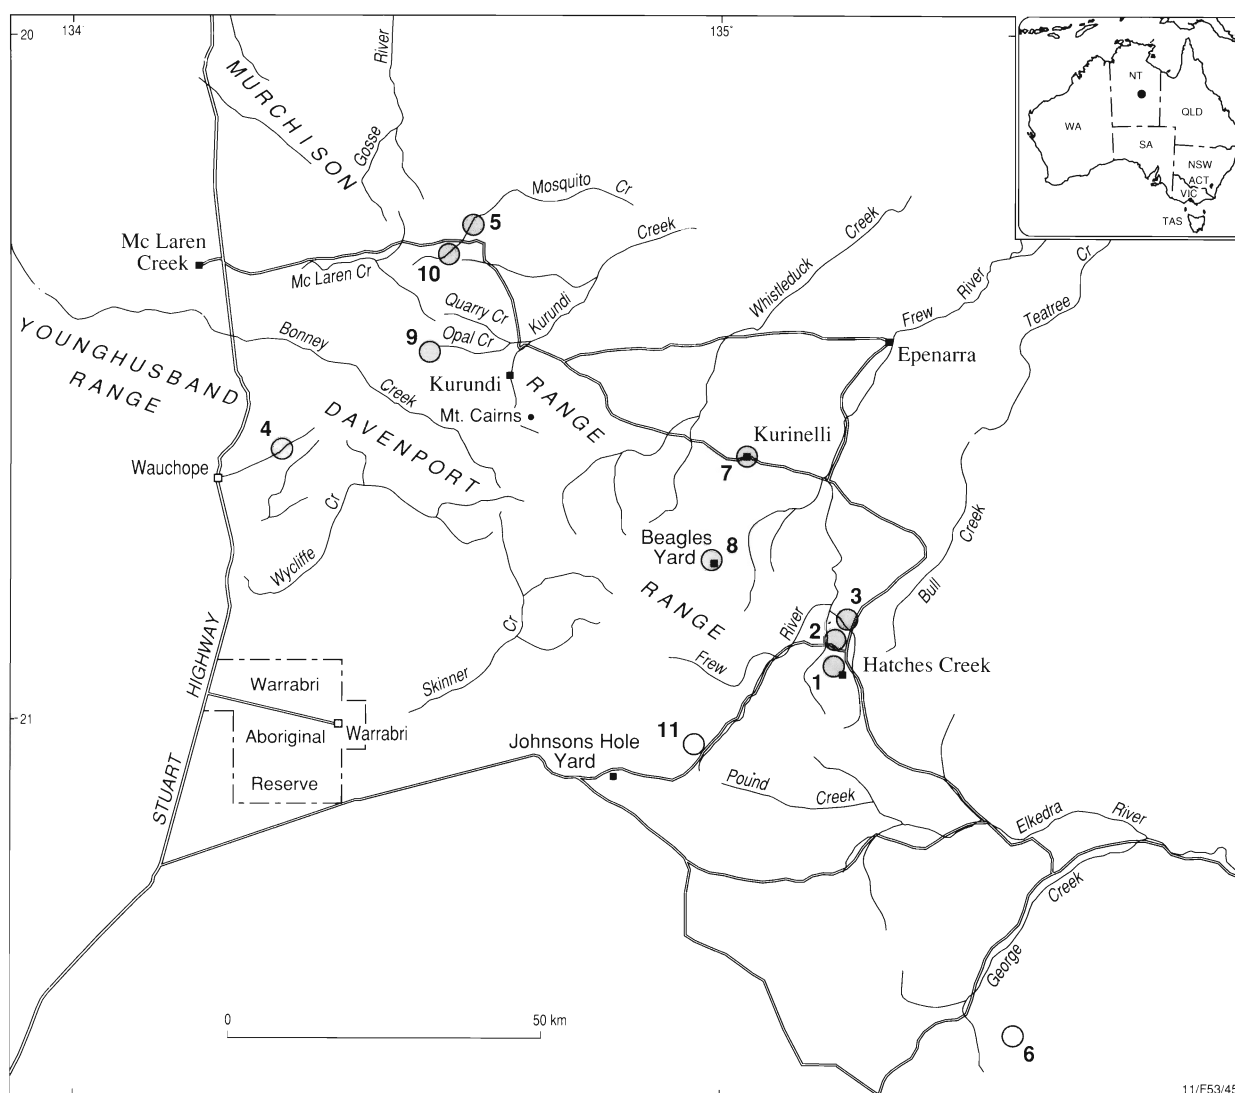 20
134°
135°
River
MURCHISON
Gosse
Mosquito
Cr
5
Creek
Mc Laren
Creek
10
Mc Laren Cr
Quarry Cr
Kurundi
Whistleduck
Creek
Frew
River
Teatree
Cr
YOUNGHUSBAND
RANGE
Bonney
Creek
9
Opal Cr
Kurundi
Mt. Cairns
RANGE
Epenarra
DAVENPORT
4
Wauchope
Kurinelli
7
Wycliffe
Cr
Beagles
Yard
8
RANGE
Creek
Bull
3
2
1
Hatches Creek
River
Frew
Skinner
Cr
HIGHWAY
STUART
Warrabri
Aboriginal
Reserve
Warrabri
21
11
Johnsons Hole
Yard
Pound
Creek
Elkedra
River
Creek
George
6
0
50 km
NT
WA
QLD
SA
NSW
ACT
VIC
TAS
11/F53/45